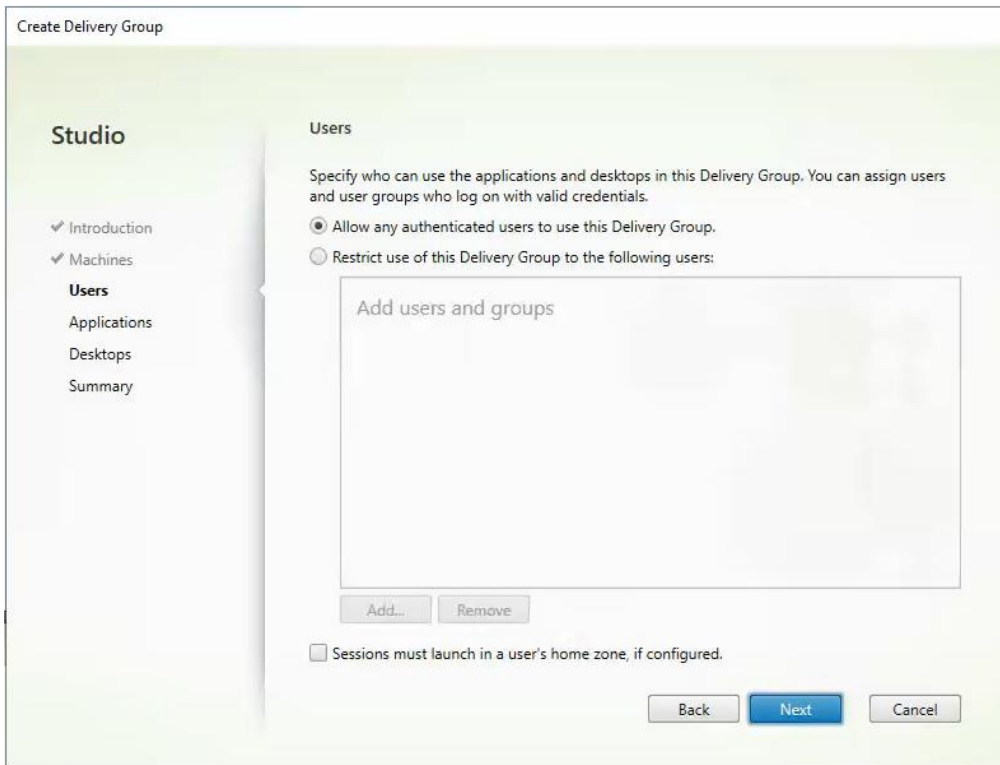 Create Delivery Group
Studio
Introduction
Machines
Users
Applications
Desktops
Summary
Users
Specify who can use the applications and desktops in this Delivery Group. You can assign users
and user groups who log on with valid credentials.
Allow any authenticated users to use this Delivery Group.
Restrict use of this Delivery Group to the following users:
Add users and groups
Add...
Remove
Sessions must launch in a user's home zone, if configured.
Back
Next
Cancel